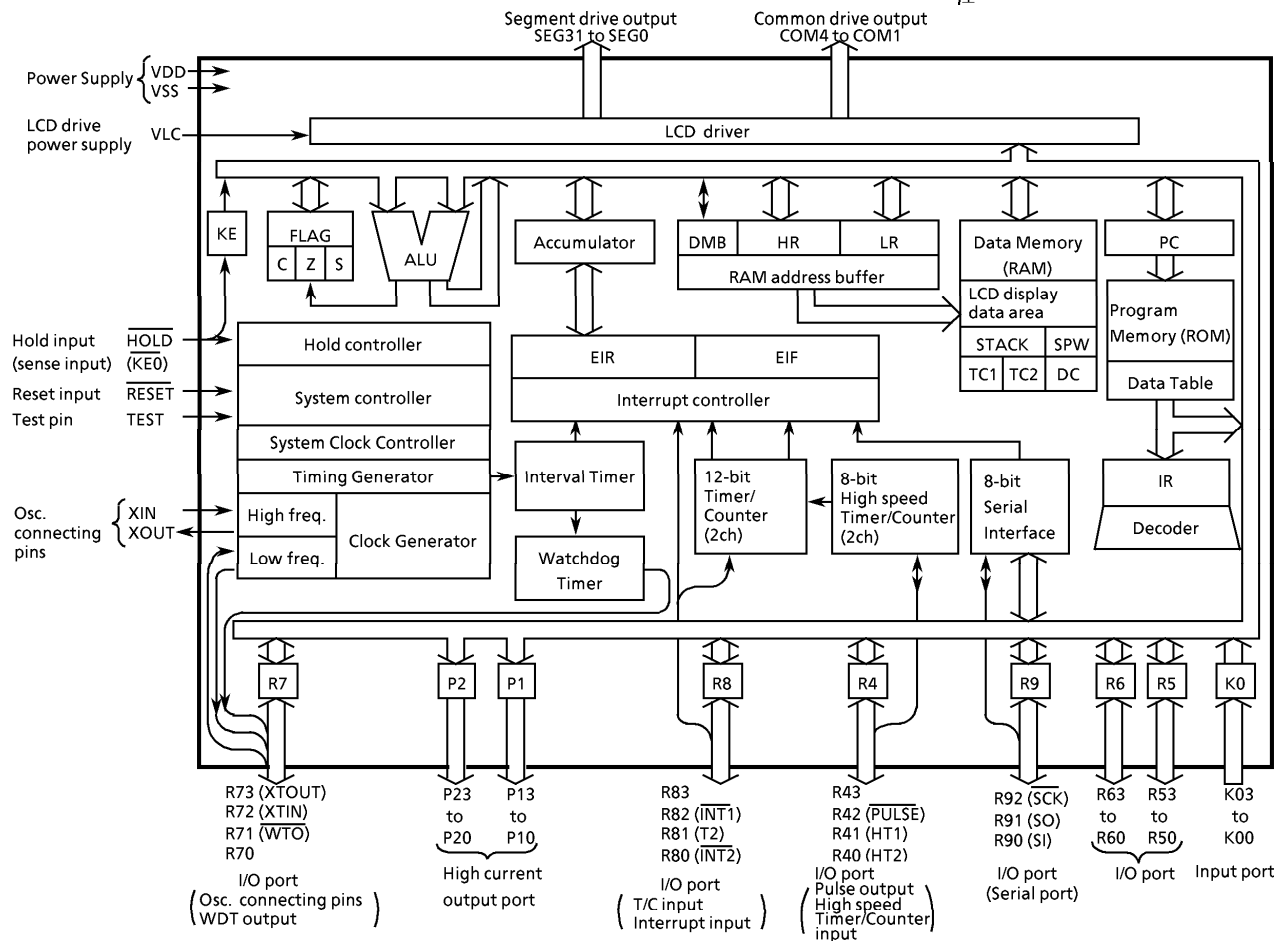 Segment drive output
SEG31 to SEG0
Common drive output
COM4 to COM1
Power Supply
VDD
VSS
LCD drive
power supply
VLC
LCD driver
KE
FLAG
C Z S
ALU
Accumulator
DMB HR LR
RAM address buffer
Data Memory
(RAM)
LCD display
data area
STACK SPW
TC1 TC2 DC
PC
Program
Memory (ROM)
Data Table
Hold input
(sense input)
HOLD
(KE0)
Reset input RESET
Test pin TEST
Hold controller
System controller
System Clock Controller
Timing Generator
High freq.
Low freq.
Clock Generator
EIR EIF
Interrupt controller
Interval Timer
Watchdog
Timer
12-bit
Timer/
Counter
(2ch)
8-bit
High speed
Timer/Counter
(2ch)
8-bit
Serial
Interface
IR
Decoder
Osc.
connecting
pins
XIN
XOUT
R7 P2 P1 R8 R4 R9 R6 R5 K0
R73 (XTOUT)
R72 (XTIN)
R71 (WTO)
R70
I/O port
Osc. connecting pins
WDT output
P23
to
P20
P13
to
P10
High current
output port
R83
R82 (INT1)
R81 (T2)
R80 (INT2)
I/O port
T/C input
Interrupt input
R43
R42 (PULSE)
R41 (HT1)
R40 (HT2)
I/O port
Pulse output
High speed
Timer/Counter
input
R92 (SCK)
R91 (SO)
R90 (SI)
I/O port
(Serial port)
R63
to
R60
R53
to
R50
I/O port
K03
to
K00
Input port